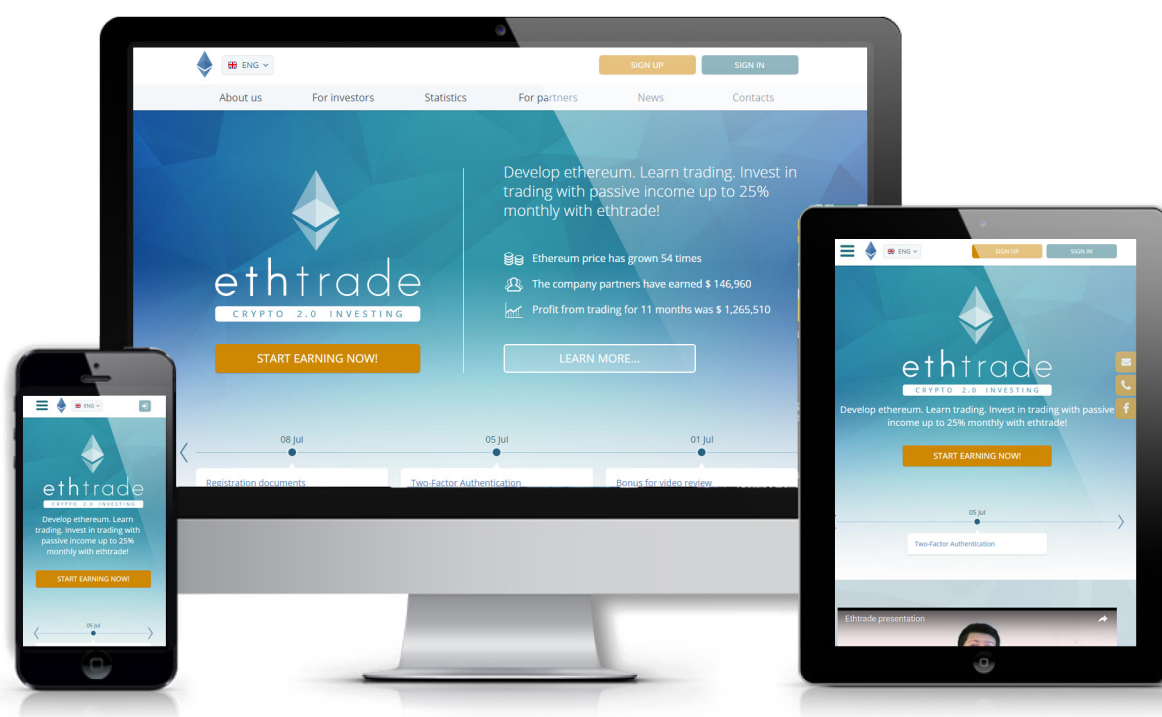 ENG
SIGN UP
SIGN IN
About us
For investors
Statistics
For partners
News
Contacts
ethtrade
CRYPTO 2.0 INVESTING
START EARNING NOW!
Develop ethereum. Learn trading. Invest in
trading with passive income up to 25%
monthly with ethtrade!
Ethereum price has grown 54 times
The company partners have earned $ 146,960
Profit from trading for 11 months was $ 1,265,510
LEARN MORE...
08 Jul
05 Jul
01 Jul
Registration documents
Two-Factor Authentication
Bonus for video review
ENG
ethtrade
CRYPTO 2.0 INVESTING
Develop ethereum. Learn
trading. Invest in trading with
passive income up to 25%
monthly with ethtrade!
START EARNING NOW!
05 Jul
ENG
SIGN UP
SIGN IN
ethtrade
CRYPTO 2.0 INVESTING
Develop ethereum. Learn trading. Invest in trading with passive
income up to 25% monthly with ethtrade!
START EARNING NOW!
05 Jul
Two-Factor Authentication
Ethtrade presentation